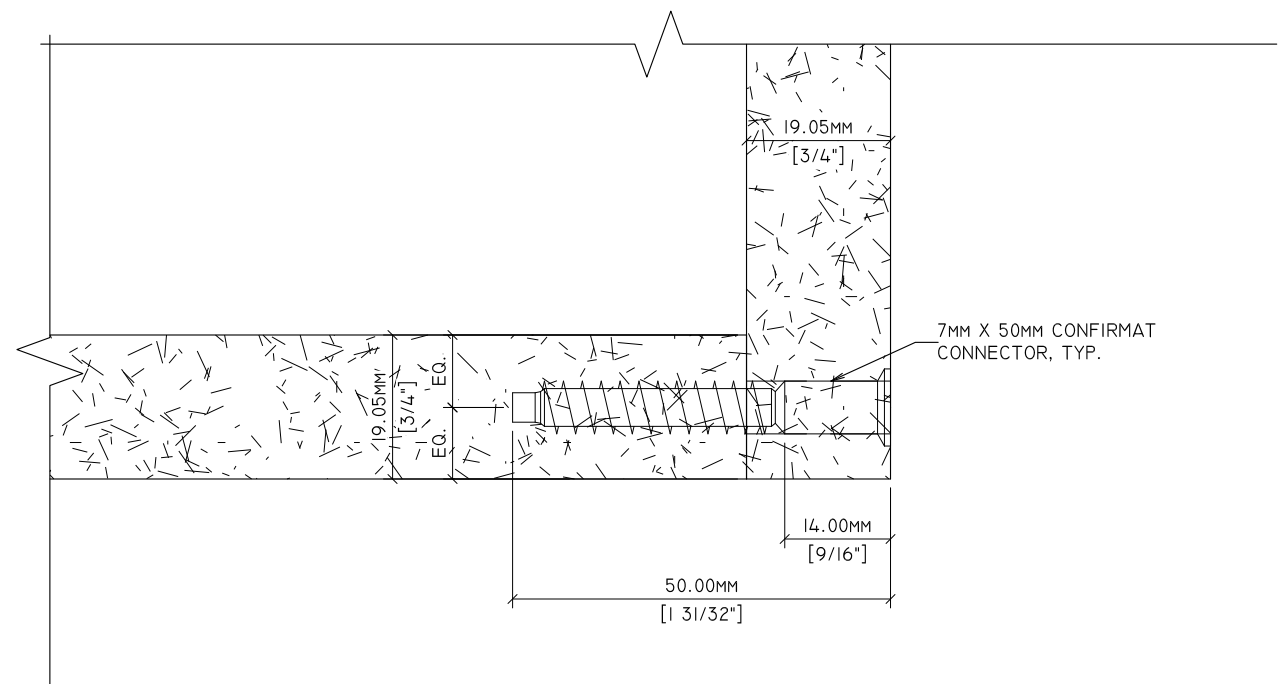 19.05MM
[3/4"]
7MM X 50MM CONFIRMAT
CONNECTOR, TYP.
19.05MM
[3/4"]
EQ.
EQ.
14.00MM
[9/16"]
50.00MM
[1 31/32"]